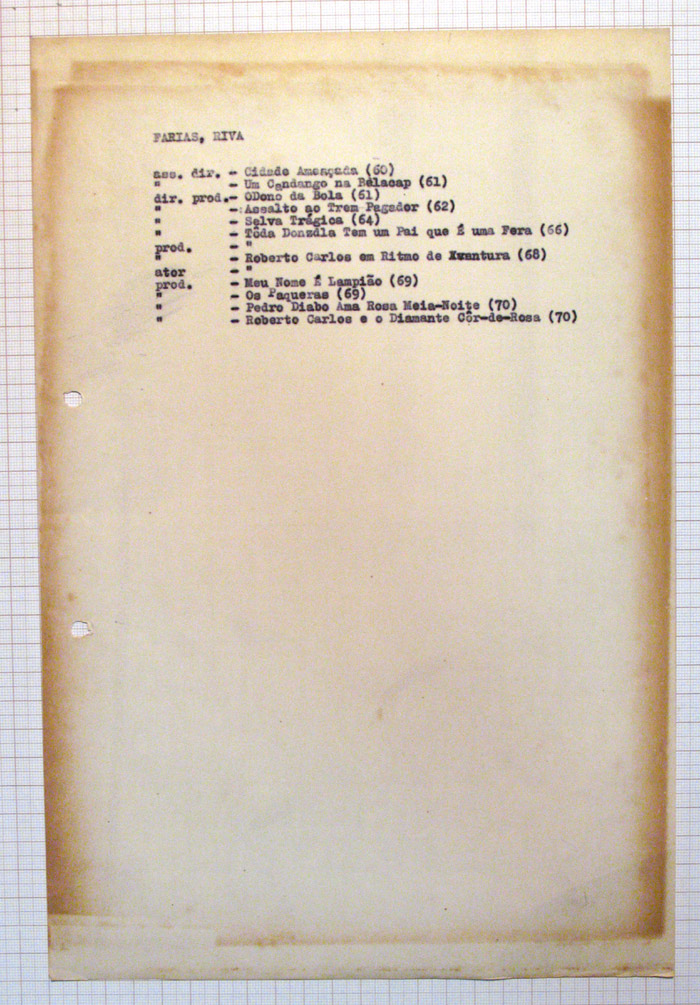 FARIAS, RIVA
ass. dir. - Cidade Ameaçada (60)
" - Um Candango na Belacap (61)
dir. prod.- ODono da Bola (61)
" -:Assalto ao Trem Pagador (62)
" - Selva Trágica (64)
" - Tôda Donzdla Tem um Pai que É uma Fera (66)
prod. - "
" - Roberto Carlos em Ritmo de Aventura (68)
ator - "
prod. - Meu Nome É Lampião (69)
" - Os Paqueras (69)
" - Pedro Diabo Ama Rosa Meia-Noite (70)
" - Roberto Carlos e o Diamante Côr-de-Rosa (70)